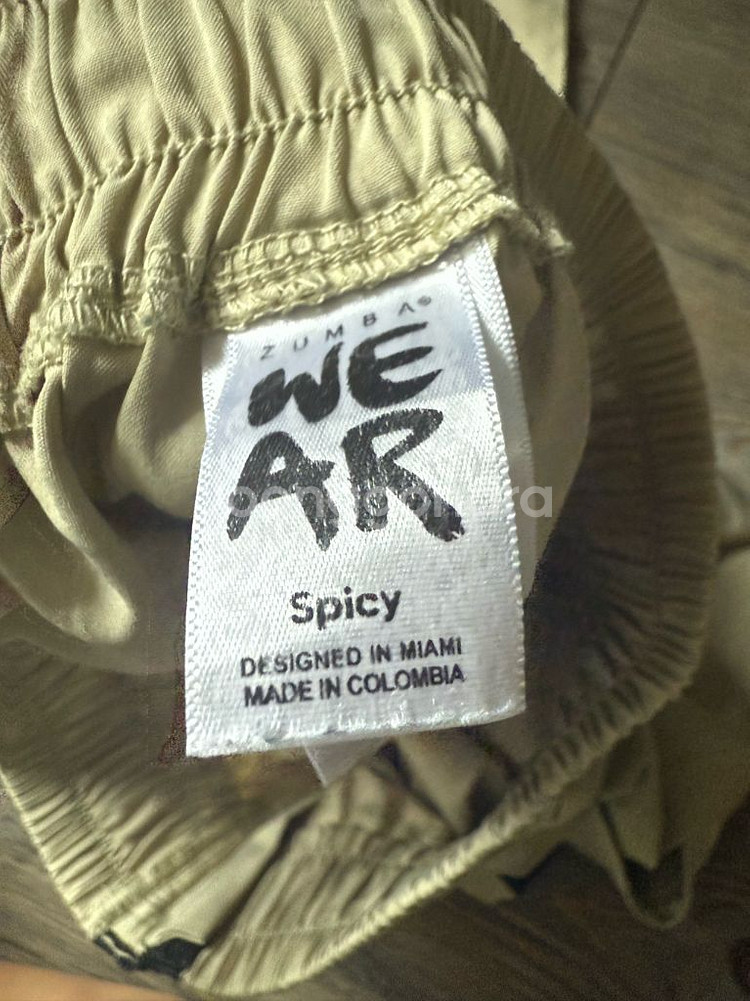 ZUMBA®
WE
AR
Spicy
DESIGNED IN MIAMI
MADE IN COLOMBIA